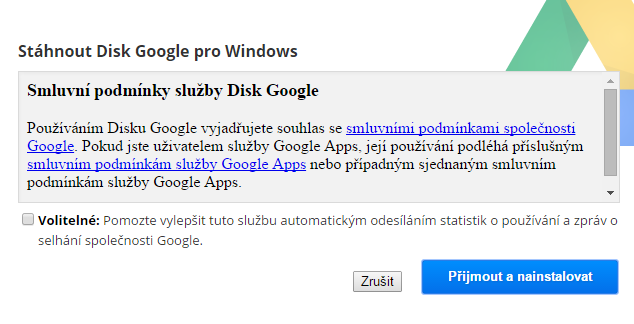 Stáhnout Disk Google pro Windows
Smluvní podmínky služby Disk Google
Používáním Disku Google vyjadřujete souhlas se smluvními podmínkami společnosti
Google. Pokud jste uživatelem služby Google Apps, její používání podléhá příslušným
smluvním podmínkám služby Google Apps nebo případným sjednaným smluvním
podmínkám služby Google Apps.
Volitelné: Pomozte vylepšit tuto službu automatickým odesíláním statistik o používání a zpráv o
selhání společnosti Google.
Zrušit
Přijmout a nainstalovat